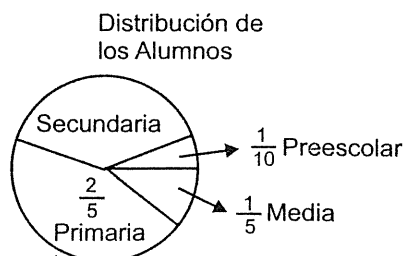 Distribución de
los Alumnos
Secundaria
1/10 Preescolar
2/5
1/5 Media
Primaria